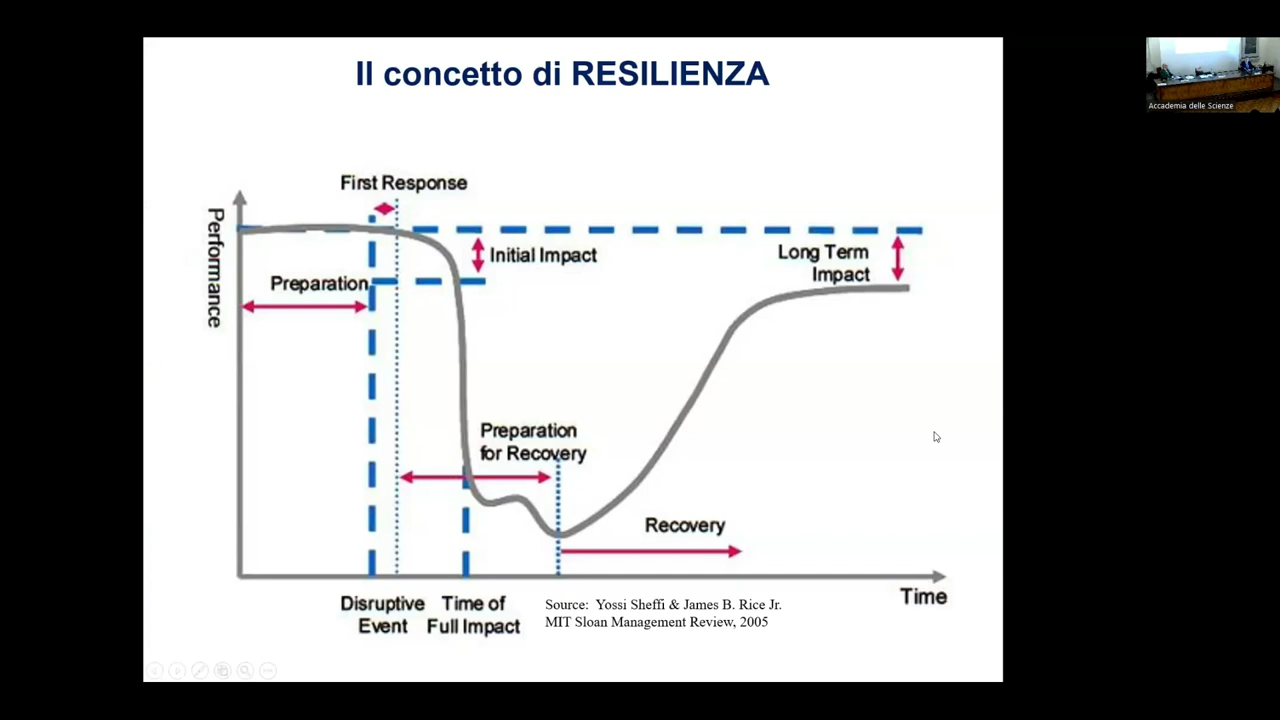 Il concetto di RESILIENZA
Accademia delle Scienze
First Response
Performance
Initial Impact
Long Term
Impact
Preparation
Preparation
for Recovery
Recovery
Time
Disruptive
Event
Time of
Full Impact
Source: Yossi Sheffi & James B. Rice Jr.
MIT Sloan Management Review, 2005